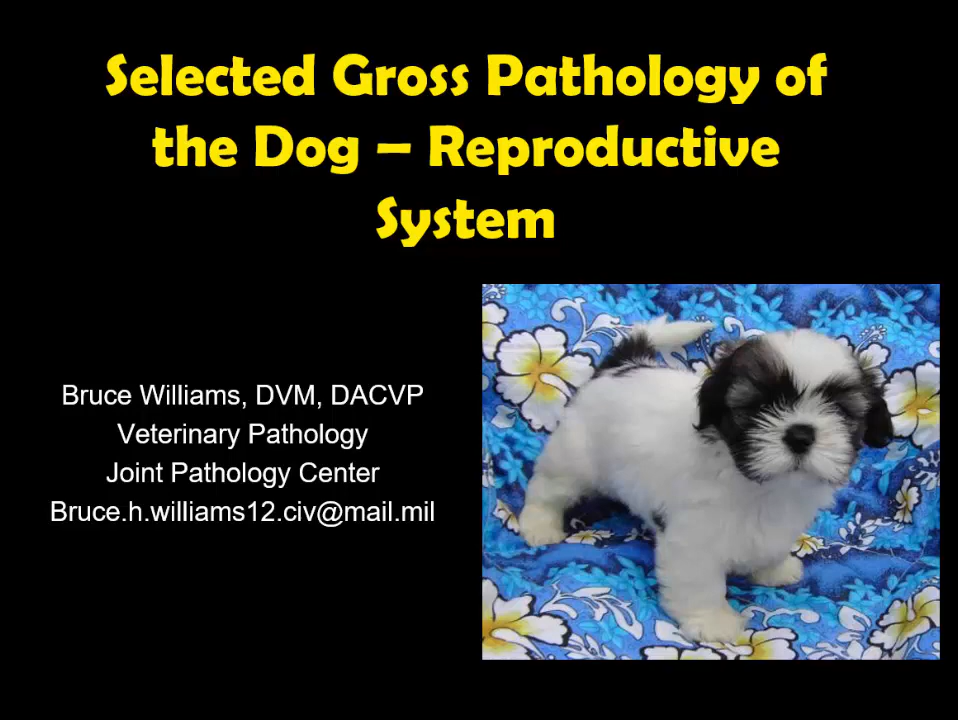 Selected Gross Pathology of
the Dog – Reproductive
System
Bruce Williams, DVM, DACVP
Veterinary Pathology
Joint Pathology Center
Bruce.h.williams12.civ@mail.mil